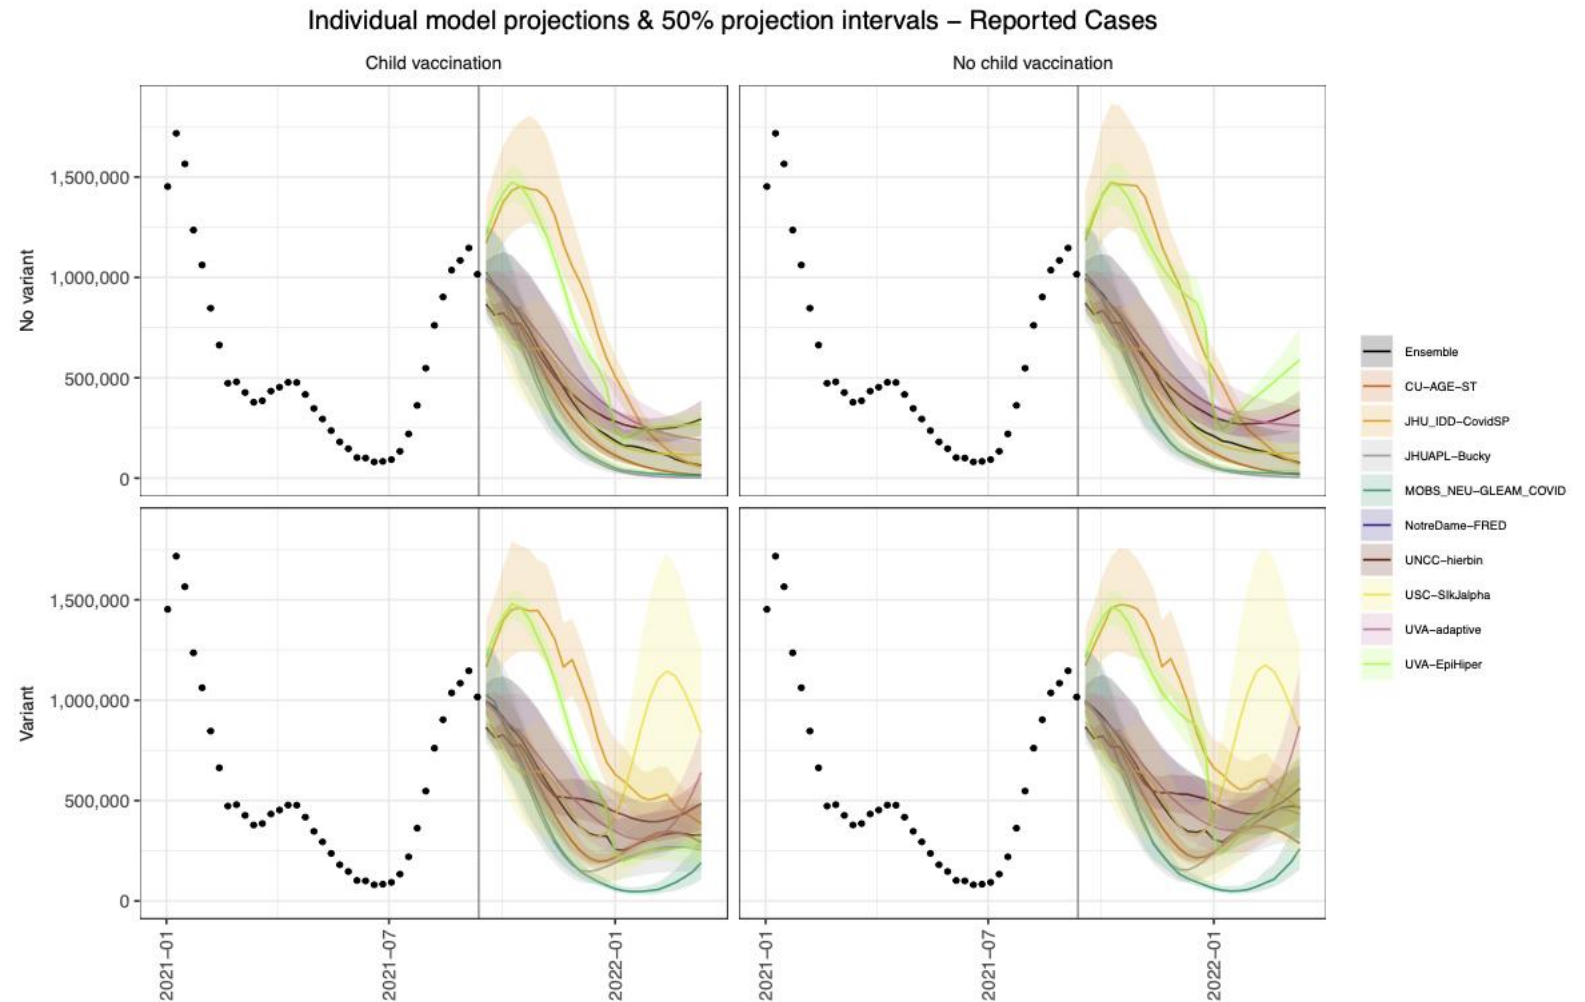 Individual model projections & 50% projection intervals – Reported Cases
Child vaccination
No child vaccination
No variant
1,500,000
1,000,000
500,000
0
Variant
1,500,000
1,000,000
500,000
0
2021–01
2021–07
2022–01
2021–01
2021–07
2022–01
Ensemble
CU–AGE–ST
JHU_IDD–CovidSP
JHUAPL–Bucky
MOBS_NEU–GLEAM_COVID
NotreDame–FRED
UNCC–hierbin
USC–SIkJalpha
UVA–adaptive
UVA–EpiHiper